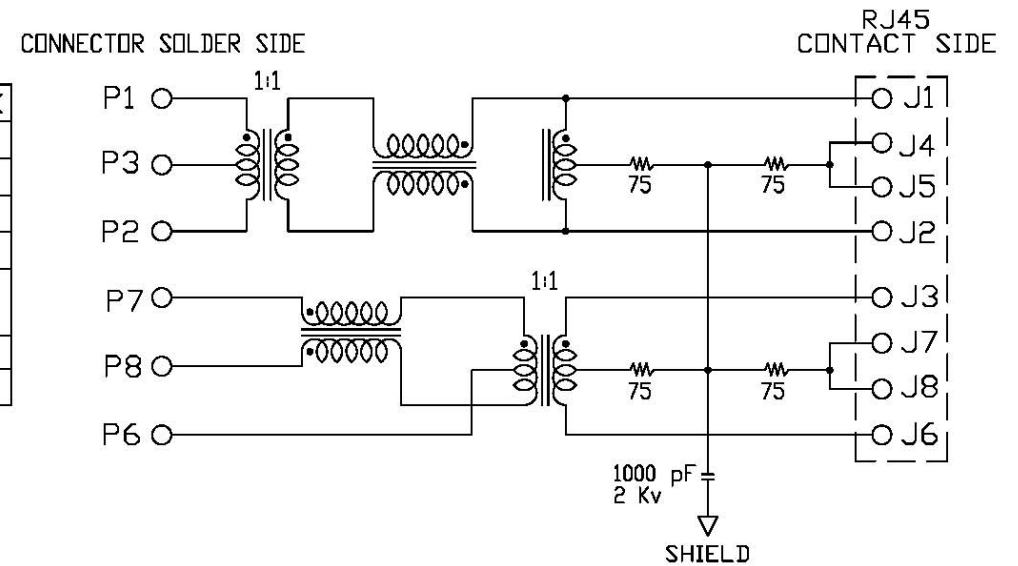 CONNECTOR SOLDER SIDE
RJ45
CONTACT SIDE
1:1
P1
J1
J4
P3
75
75
J5
P2
J2
1:1
P7
J3
J7
P8
75
75
J8
P6
J6
1000 pF
2 Kv
SHIELD